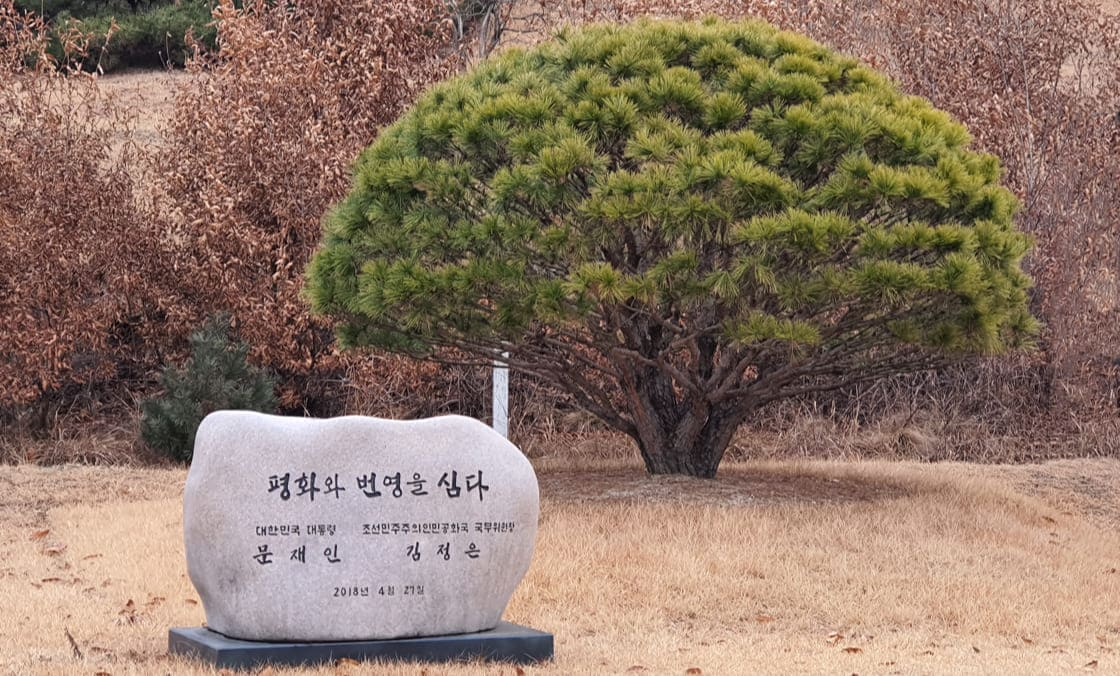 평화와 번영을 심다
대한민국 대통령 조선민주주의인민공화국 국무위원장
문 재 인 김 정 은
2018년 4월 27일